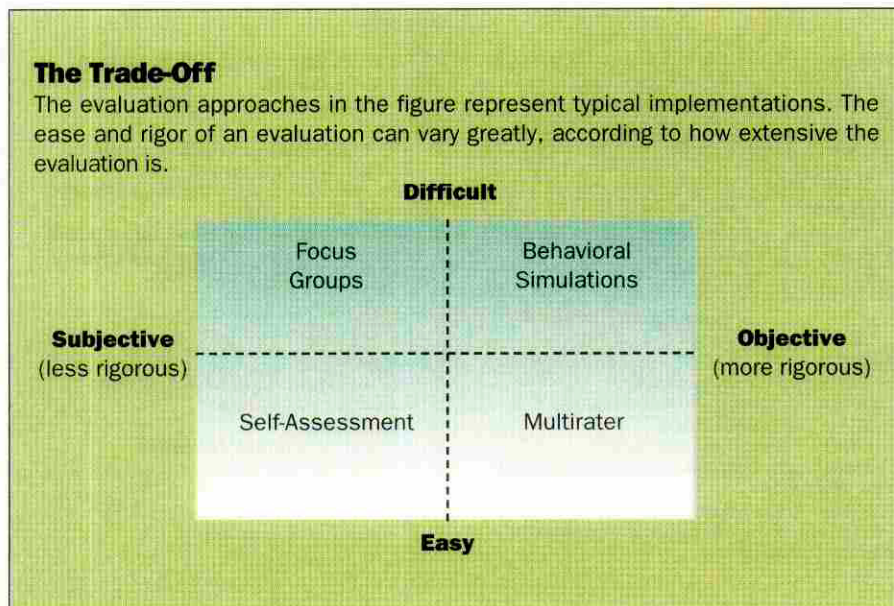 The Trade-Off
The evaluation approaches in the figure represent typical implementations. The
ease and rigor of an evaluation can vary greatly, according to how extensive the
evaluation is.
Difficult
Focus
Groups
Behavioral
Simulations
Subjective
(less rigorous)
Objective
(more rigorous)
Self-Assessment
Multirater
Easy